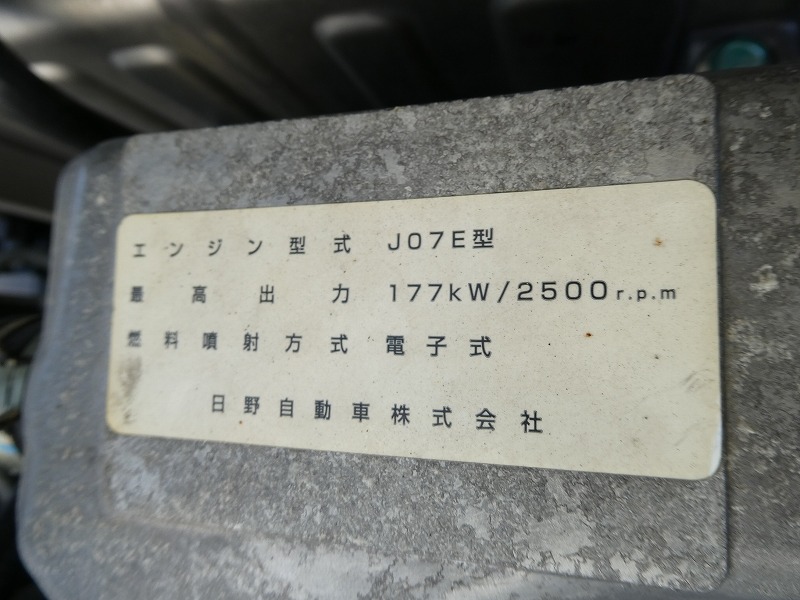 エンジン型式 J07E型
最高出力 177kW/2500r.p.m
燃料噴射方式 電子式
日野自動車株式会社